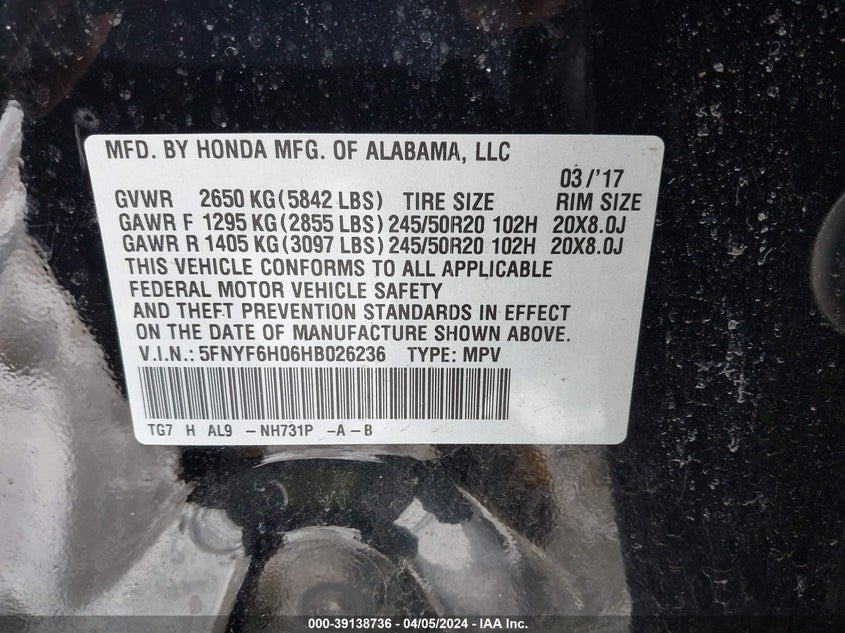 MFD. BY HONDA MFG. OF ALABAMA, LLC
03/'17
GVWR 2650 KG (5842 LBS) TIRE SIZE RIM SIZE
GAWR F 1295 KG (2855 LBS) 245/50R20 102H 20X8.0J
GAWR R 1405 KG (3097 LBS) 245/50R20 102H 20X8.0J
THIS VEHICLE CONFORMS TO ALL APPLICABLE
FEDERAL MOTOR VEHICLE SAFETY
AND THEFT PREVENTION STANDARDS IN EFFECT
ON THE DATE OF MANUFACTURE SHOWN ABOVE.
V.I.N.: 5FNYF6H06HB026236 TYPE: MPV
TG7 H AL9 -NH731P -A-B
000-39138736 - 04/05/2024 - IAA Inc.